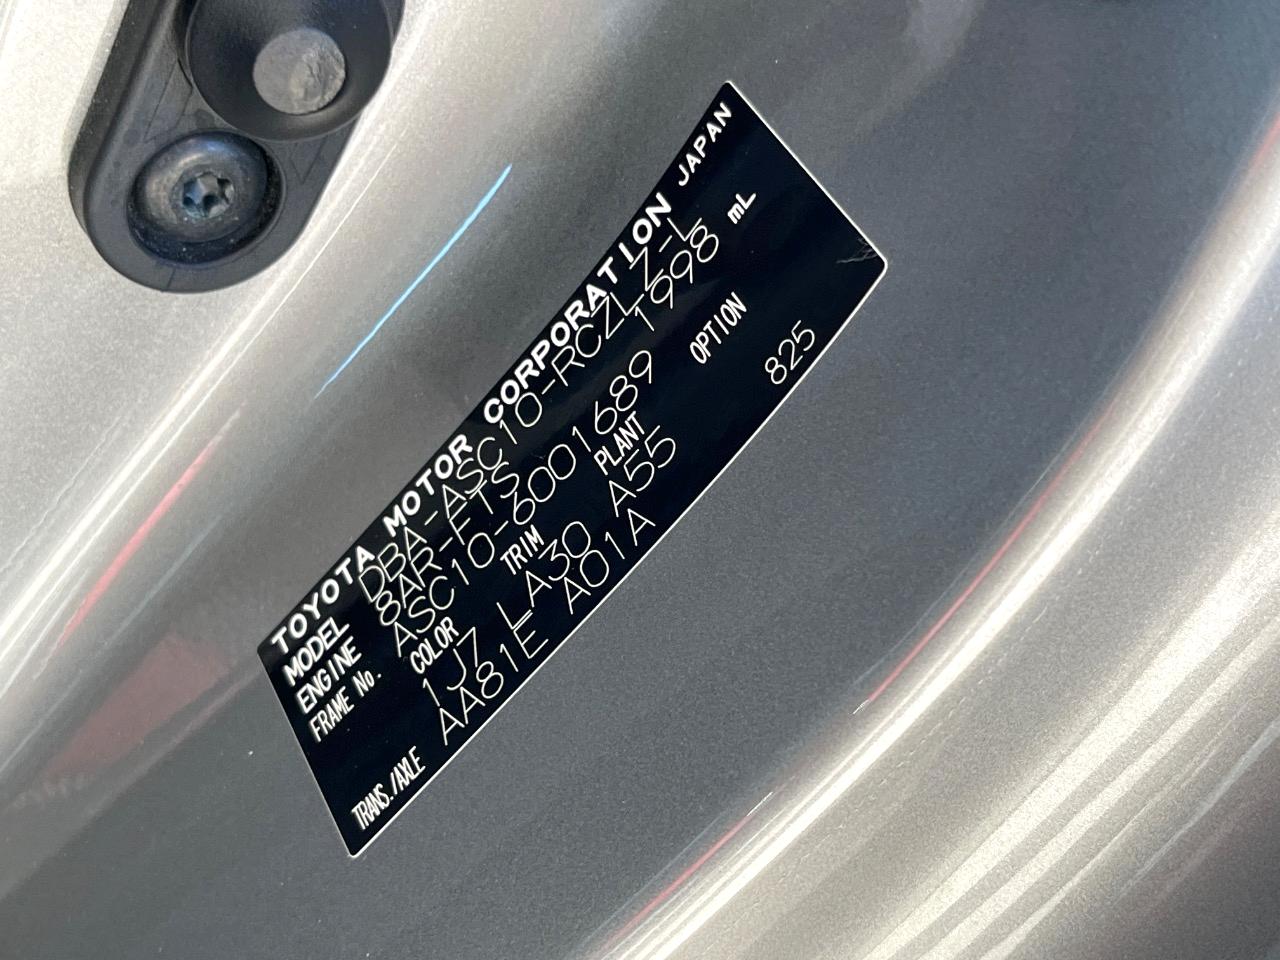 TOYOTA MOTOR CORPORATION JAPAN
MODEL DBA-ASC10-RCZLZ-L
ENGINE 8AR-FTS 1998 mL
FRAME No. ASC10-6001689
COLOR TRIM PLANT OPTION
1J7 LA30 A55 825
TRANS./AXLE AA81E A01A